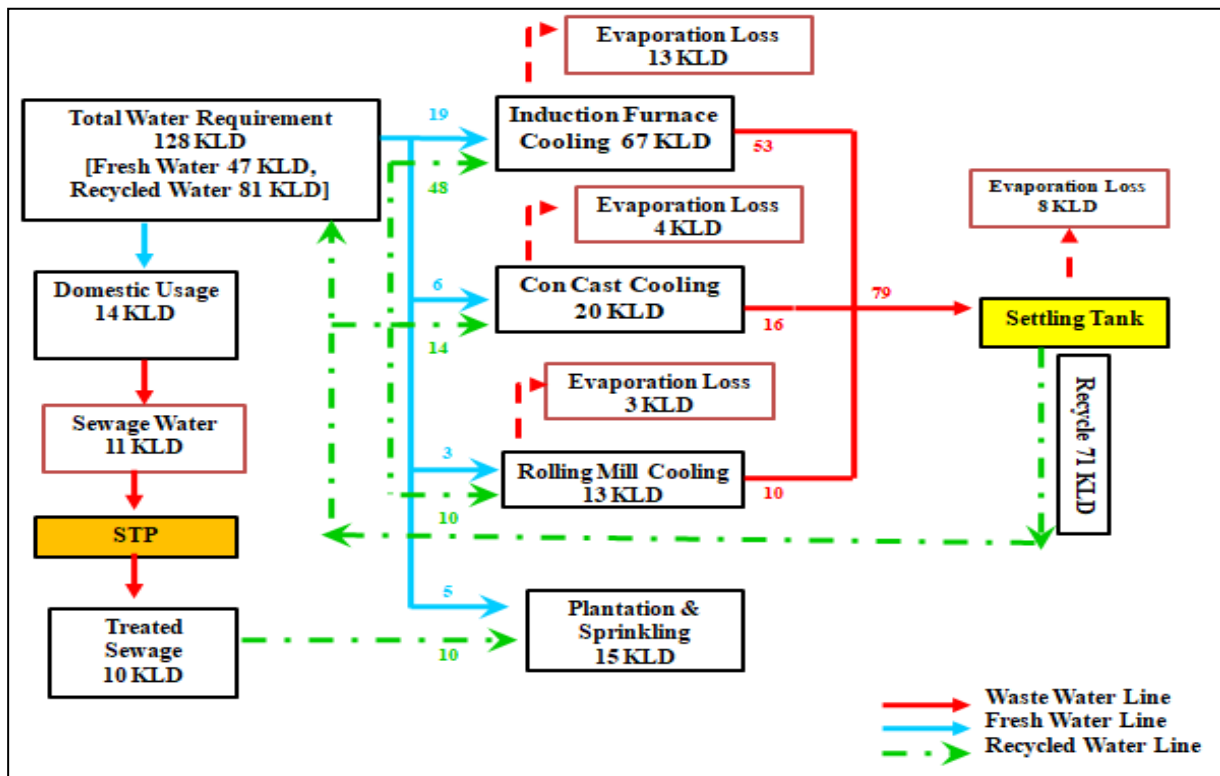 Evaporation Loss
13 KLD
Total Water Requirement
128 KLD
[Fresh Water 47 KLD,
Recycled Water 81 KLD]
19
Induction Furnace
Cooling 67 KLD
53
48
Evaporation Loss
4 KLD
Evaporation Loss
8 KLD
Domestic Usage
14 KLD
6
Con Cast Cooling
20 KLD
14
16
79
Settling Tank
Evaporation Loss
3 KLD
Recycle 71 KLD
Sewage Water
11 KLD
3
Rolling Mill Cooling
13 KLD
10
10
STP
5
Plantation &
Sprinkling
15 KLD
Treated
Sewage
10 KLD
10
Waste Water Line
Fresh Water Line
Recycled Water Line